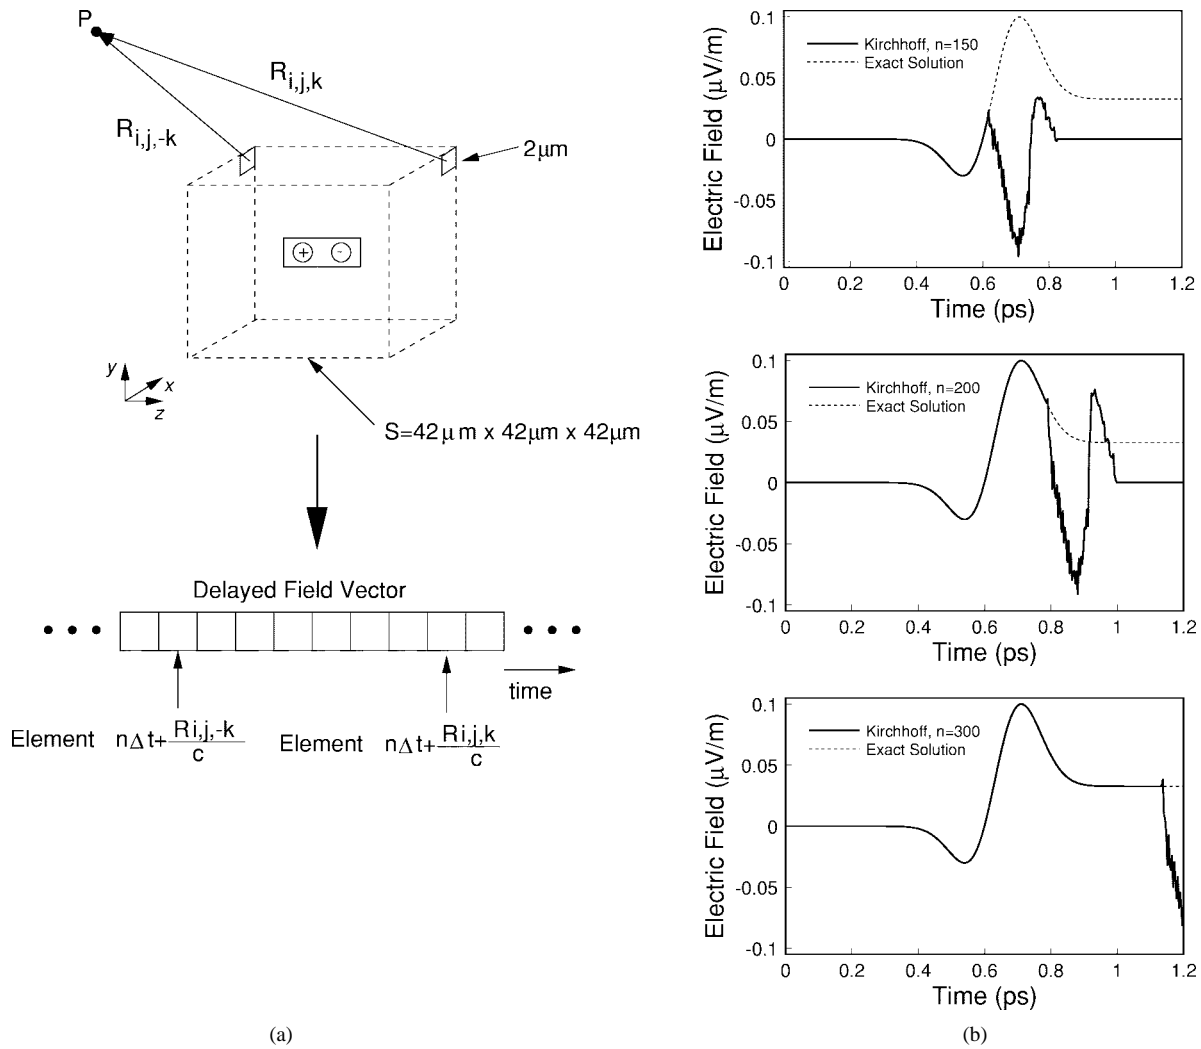 P
R i,j,k
R i,j,-k
2μm
+ -
y
x
z
S=42μm x 42μm x 42μm
Delayed Field Vector
time
Element nΔt+ Ri,j,-k / c
Element nΔt+ Ri,j,k / c
(a)
Electric Field (μV/m)
0.1
0.05
0
-0.05
-0.1
Kirchhoff, n=150
Exact Solution
0 0.2 0.4 0.6 0.8 1 1.2
Time (ps)
Electric Field (μV/m)
0.1
0.05
0
-0.05
-0.1
Kirchhoff, n=200
Exact Solution
0 0.2 0.4 0.6 0.8 1 1.2
Time (ps)
Electric Field (μV/m)
0.1
0.05
0
-0.05
-0.1
Kirchhoff, n=300
Exact Solution
0 0.2 0.4 0.6 0.8 1 1.2
Time (ps)
(b)